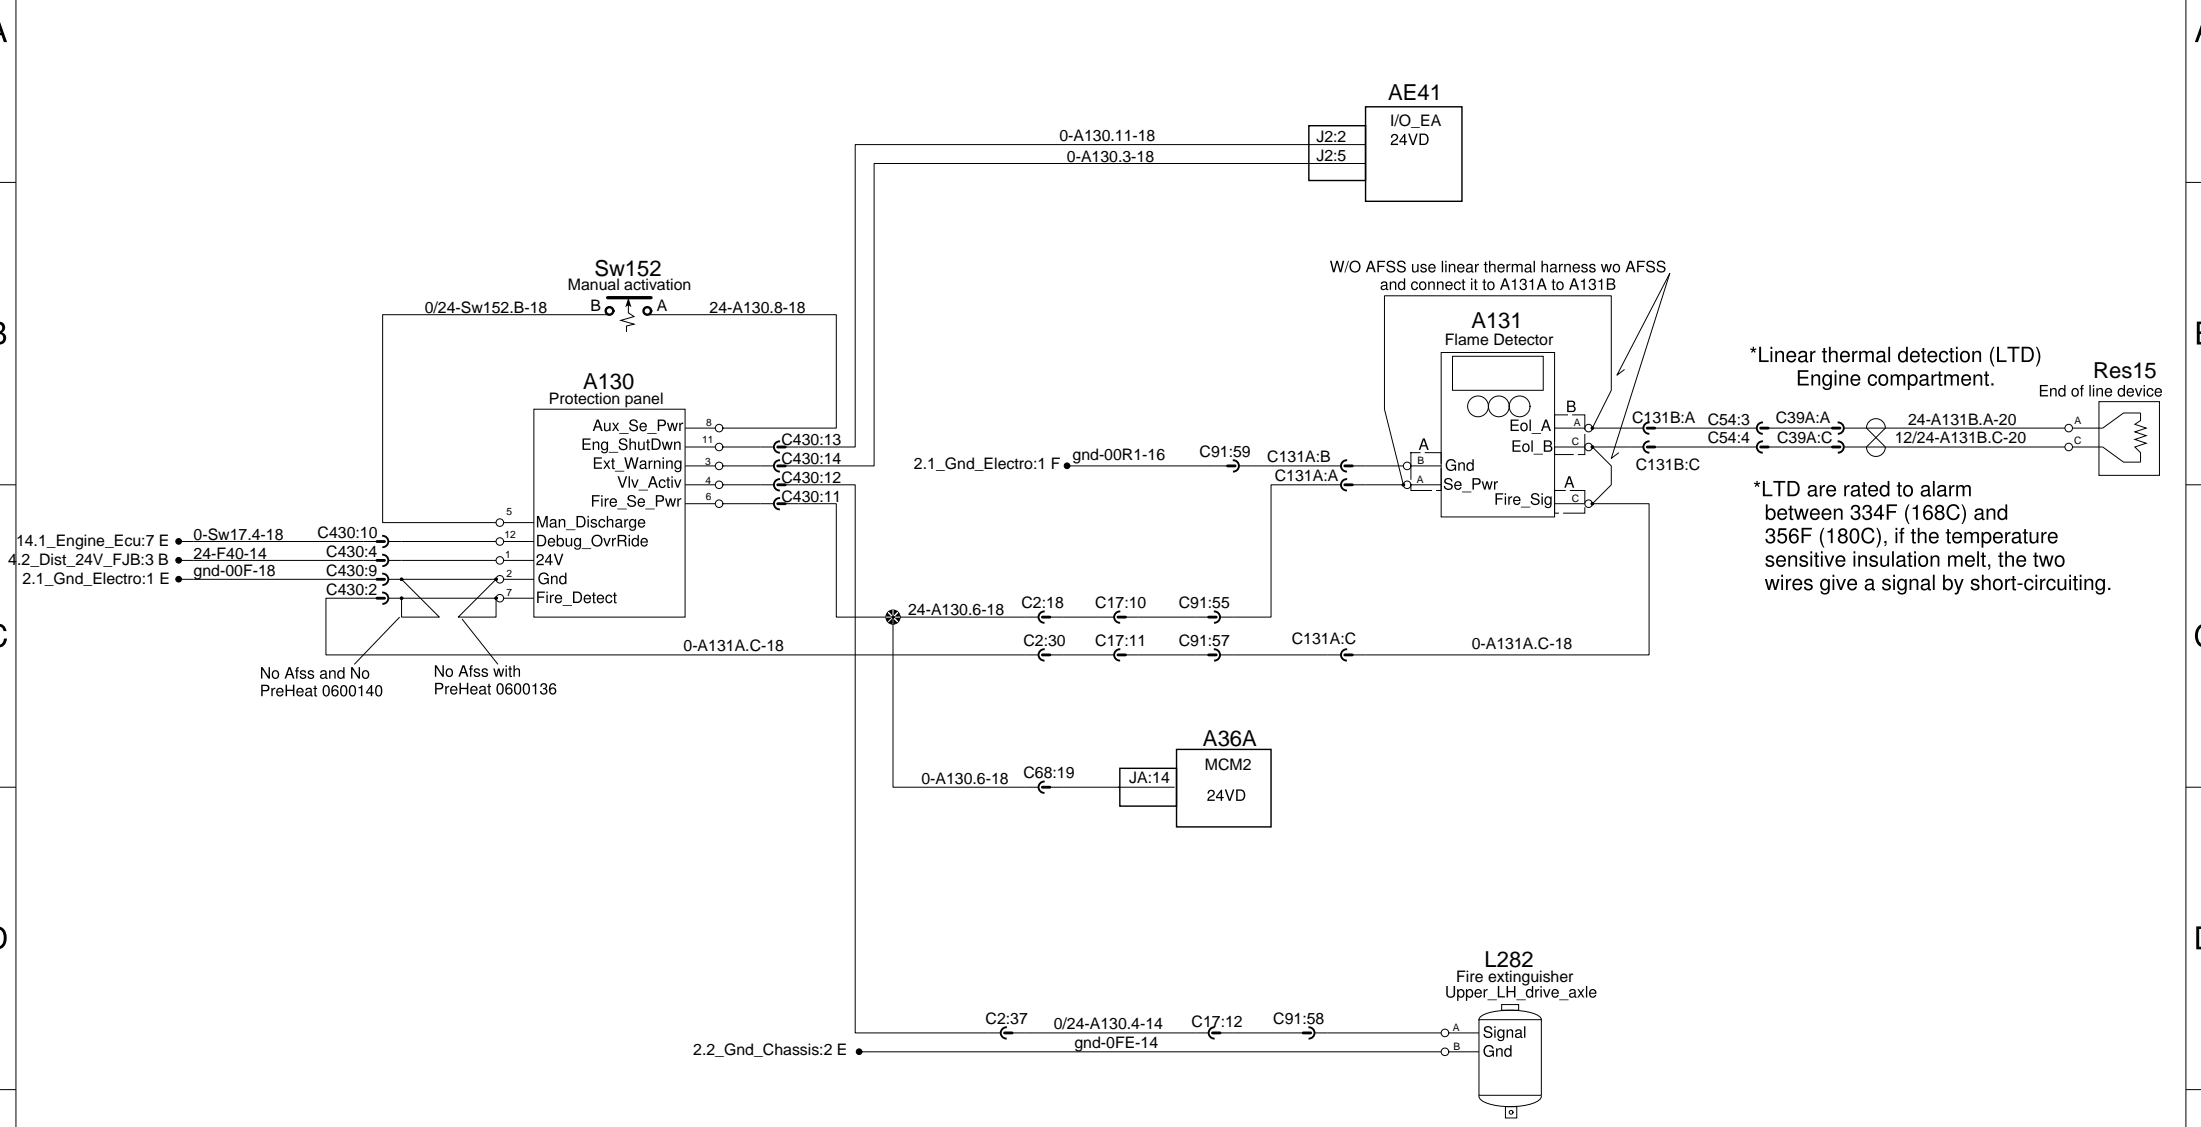 AE41
I/O_EA
24VD
J2:2
J2:5
0-A130.11-18
0-A130.3-18
Sw152
Manual activation
B
A
0/24-Sw152.B-18
24-A130.8-18
W/O AFSS use linear thermal harness wo AFSS
and connect it to A131A to A131B
A131
Flame Detector
*Linear thermal detection (LTD)
Engine compartment.
Res15
End of line device
A130
Protection panel
Aux_Se_Pwr
8
Eng_ShutDwn
11
C430:13
Ext_Warning
3
C430:14
Vlv_Activ
4
C430:12
Fire_Se_Pwr
6
C430:11
5
Man_Discharge
14.1_Engine_Ecu:7 E
0-Sw17.4-18
C430:10
12
Debug_OvrRide
4.2_Dist_24V_FJB:3 B
24-F40-14
C430:4
1
24V
2.1_Gnd_Electro:1 E
gnd-00F-18
C430:9
2
Gnd
C430:2
7
Fire_Detect
2.1_Gnd_Electro:1 F
gnd-00R1-16
C91:59
C131A:B
C131A:A
A
B
Gnd
A
Se_Pwr
B
Eol_A
A
Eol_B
C
A
Fire_Sig
C
C131B:A
C54:3
C39A:A
24-A131B.A-20
A
C131B:C
C54:4
C39A:C
12/24-A131B.C-20
C
*LTD are rated to alarm
between 334F (168C) and
356F (180C), if the temperature
sensitive insulation melt, the two
wires give a signal by short-circuiting.
24-A130.6-18
C2:18
C17:10
C91:55
0-A131A.C-18
C2:30
C17:11
C91:57
C131A:C
0-A131A.C-18
No Afss and No
PreHeat 0600140
No Afss with
PreHeat 0600136
A36A
MCM2
24VD
0-A130.6-18
C68:19
JA:14
L282
Fire extinguisher
Upper_LH_drive_axle
C2:37
0/24-A130.4-14
C17:12
C91:58
A
Signal
2.2_Gnd_Chassis:2 E
gnd-0FE-14
B
Gnd